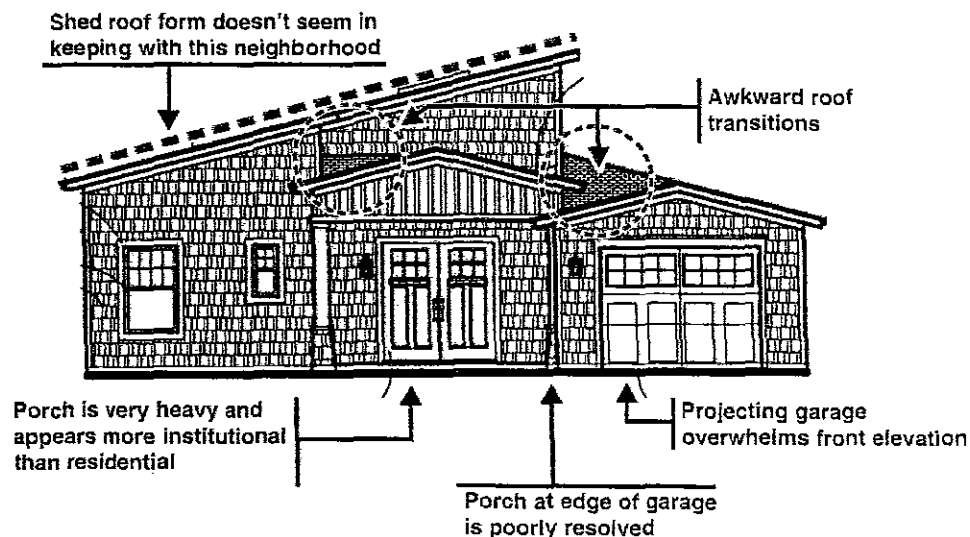 Shed roof form doesn't seem in
keeping with this neighborhood
Awkward roof
transitions
Porch is very heavy and
appears more institutional
than residential
Projecting garage
overwhelms front elevation
Porch at edge of garage
is poorly resolved